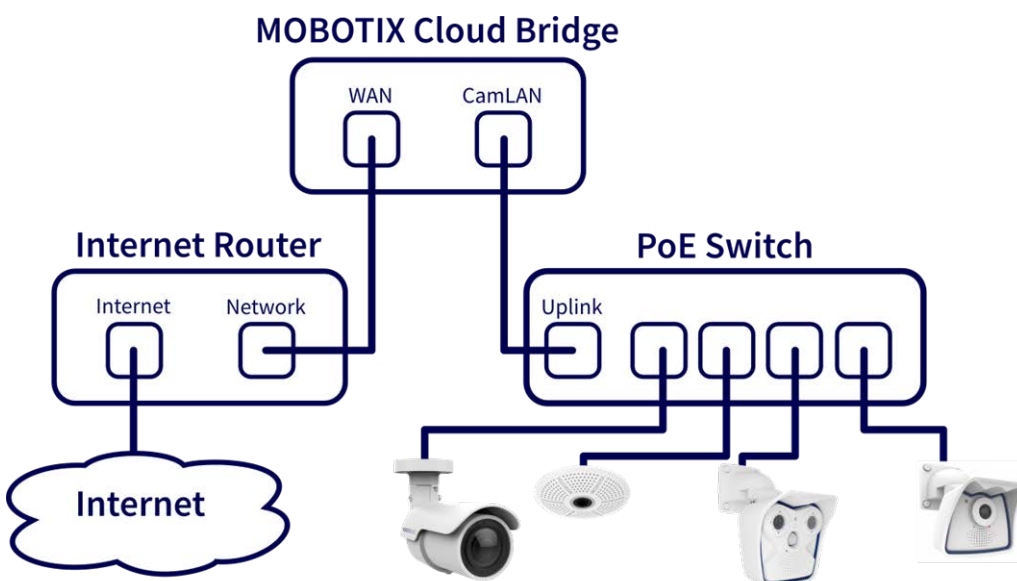 MOBOTIX Cloud Bridge
WAN
CamLAN
Internet Router
PoE Switch
Internet
Network
Uplink
Internet